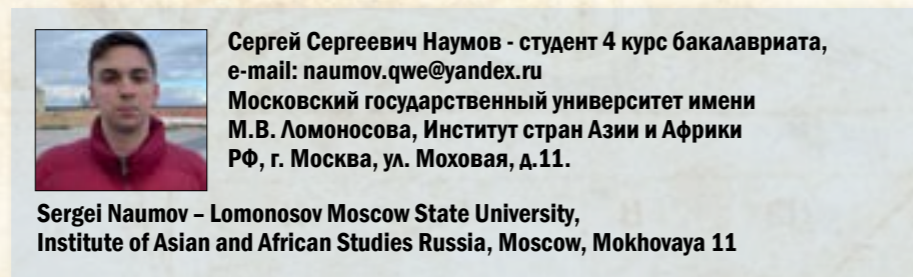 Сергей Сергеевич Наумов - студент 4 курс бакалавриата,
e-mail: naumov.qwe@yandex.ru
Московский государственный университет имени
М.В. Ломоносова, Институт стран Азии и Африки
РФ, г. Москва, ул. Моховая, д.11.
Sergei Naumov – Lomonosov Moscow State University,
Institute of Asian and African Studies Russia, Moscow, Mokhovaya 11